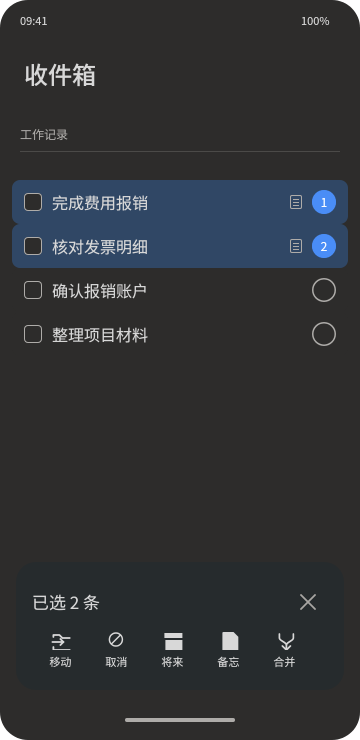 09:41 100%
收件箱
工作记录
完成费用报销 1
核对发票明细 2
确认报销账户
整理项目材料
已选 2 条
移动 取消 将来 备忘 合并